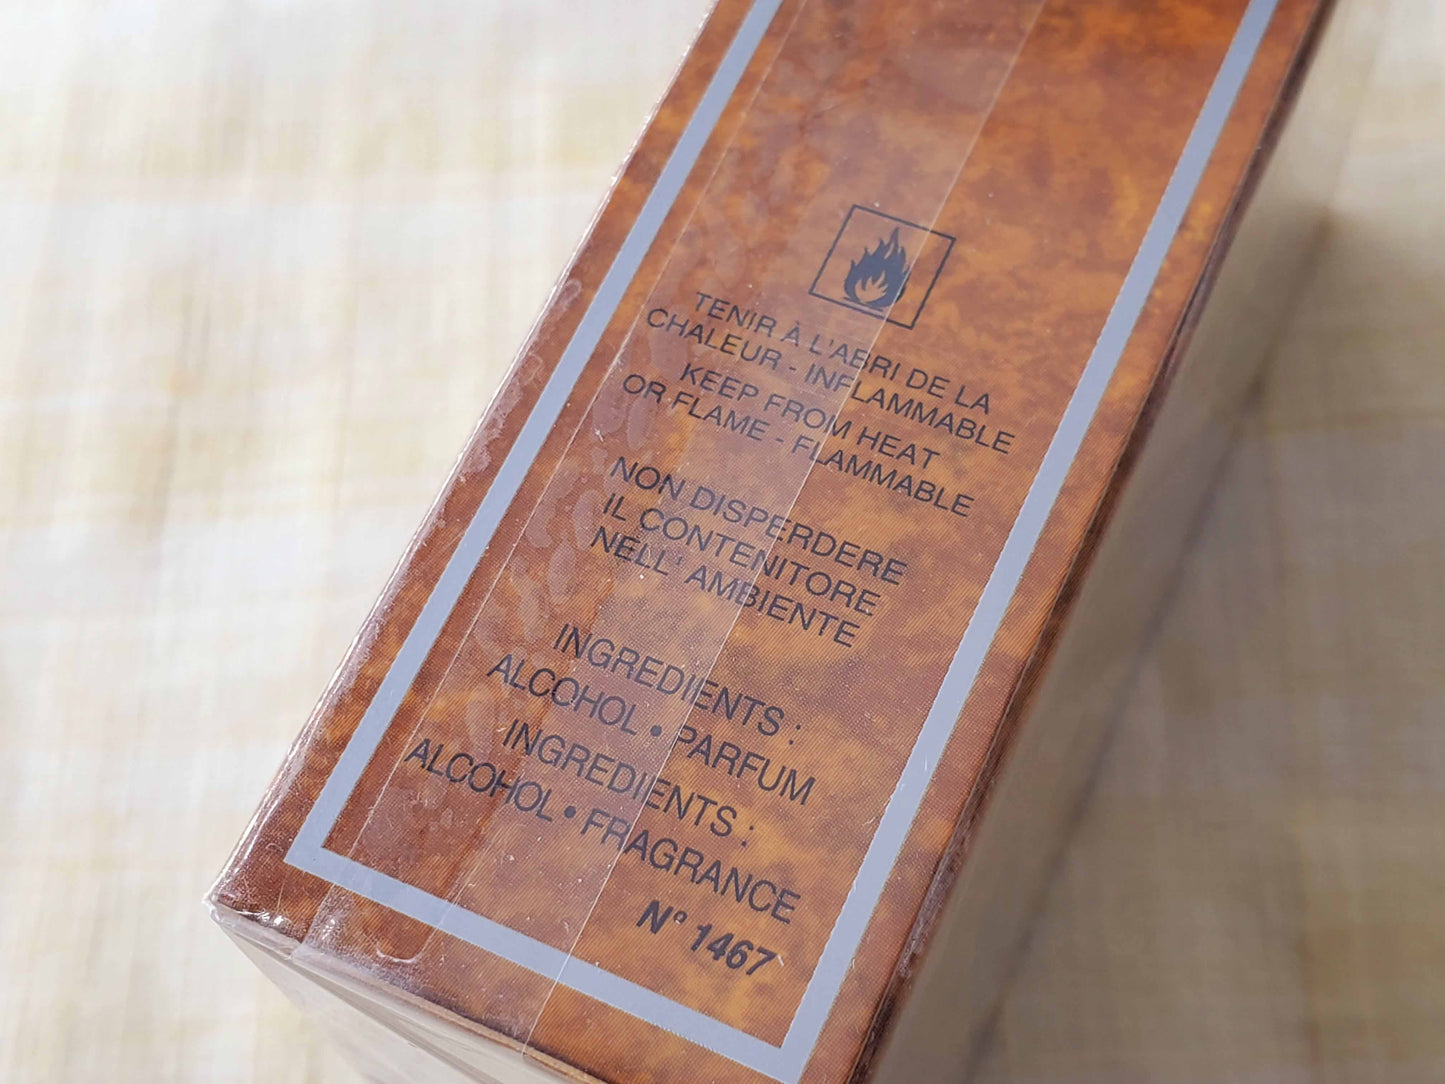 TENIR À L'ABRI DE LA
CHALEUR - INFLAMMABLE
KEEP FROM HEAT
OR FLAME - FLAMMABLE
NON DISPERDERE
IL CONTENITORE
NELL' AMBIENTE
INGREDIENTS :
ALCOHOL • PARFUM
INGREDIENTS :
ALCOHOL • FRAGRANCE
N° 1467